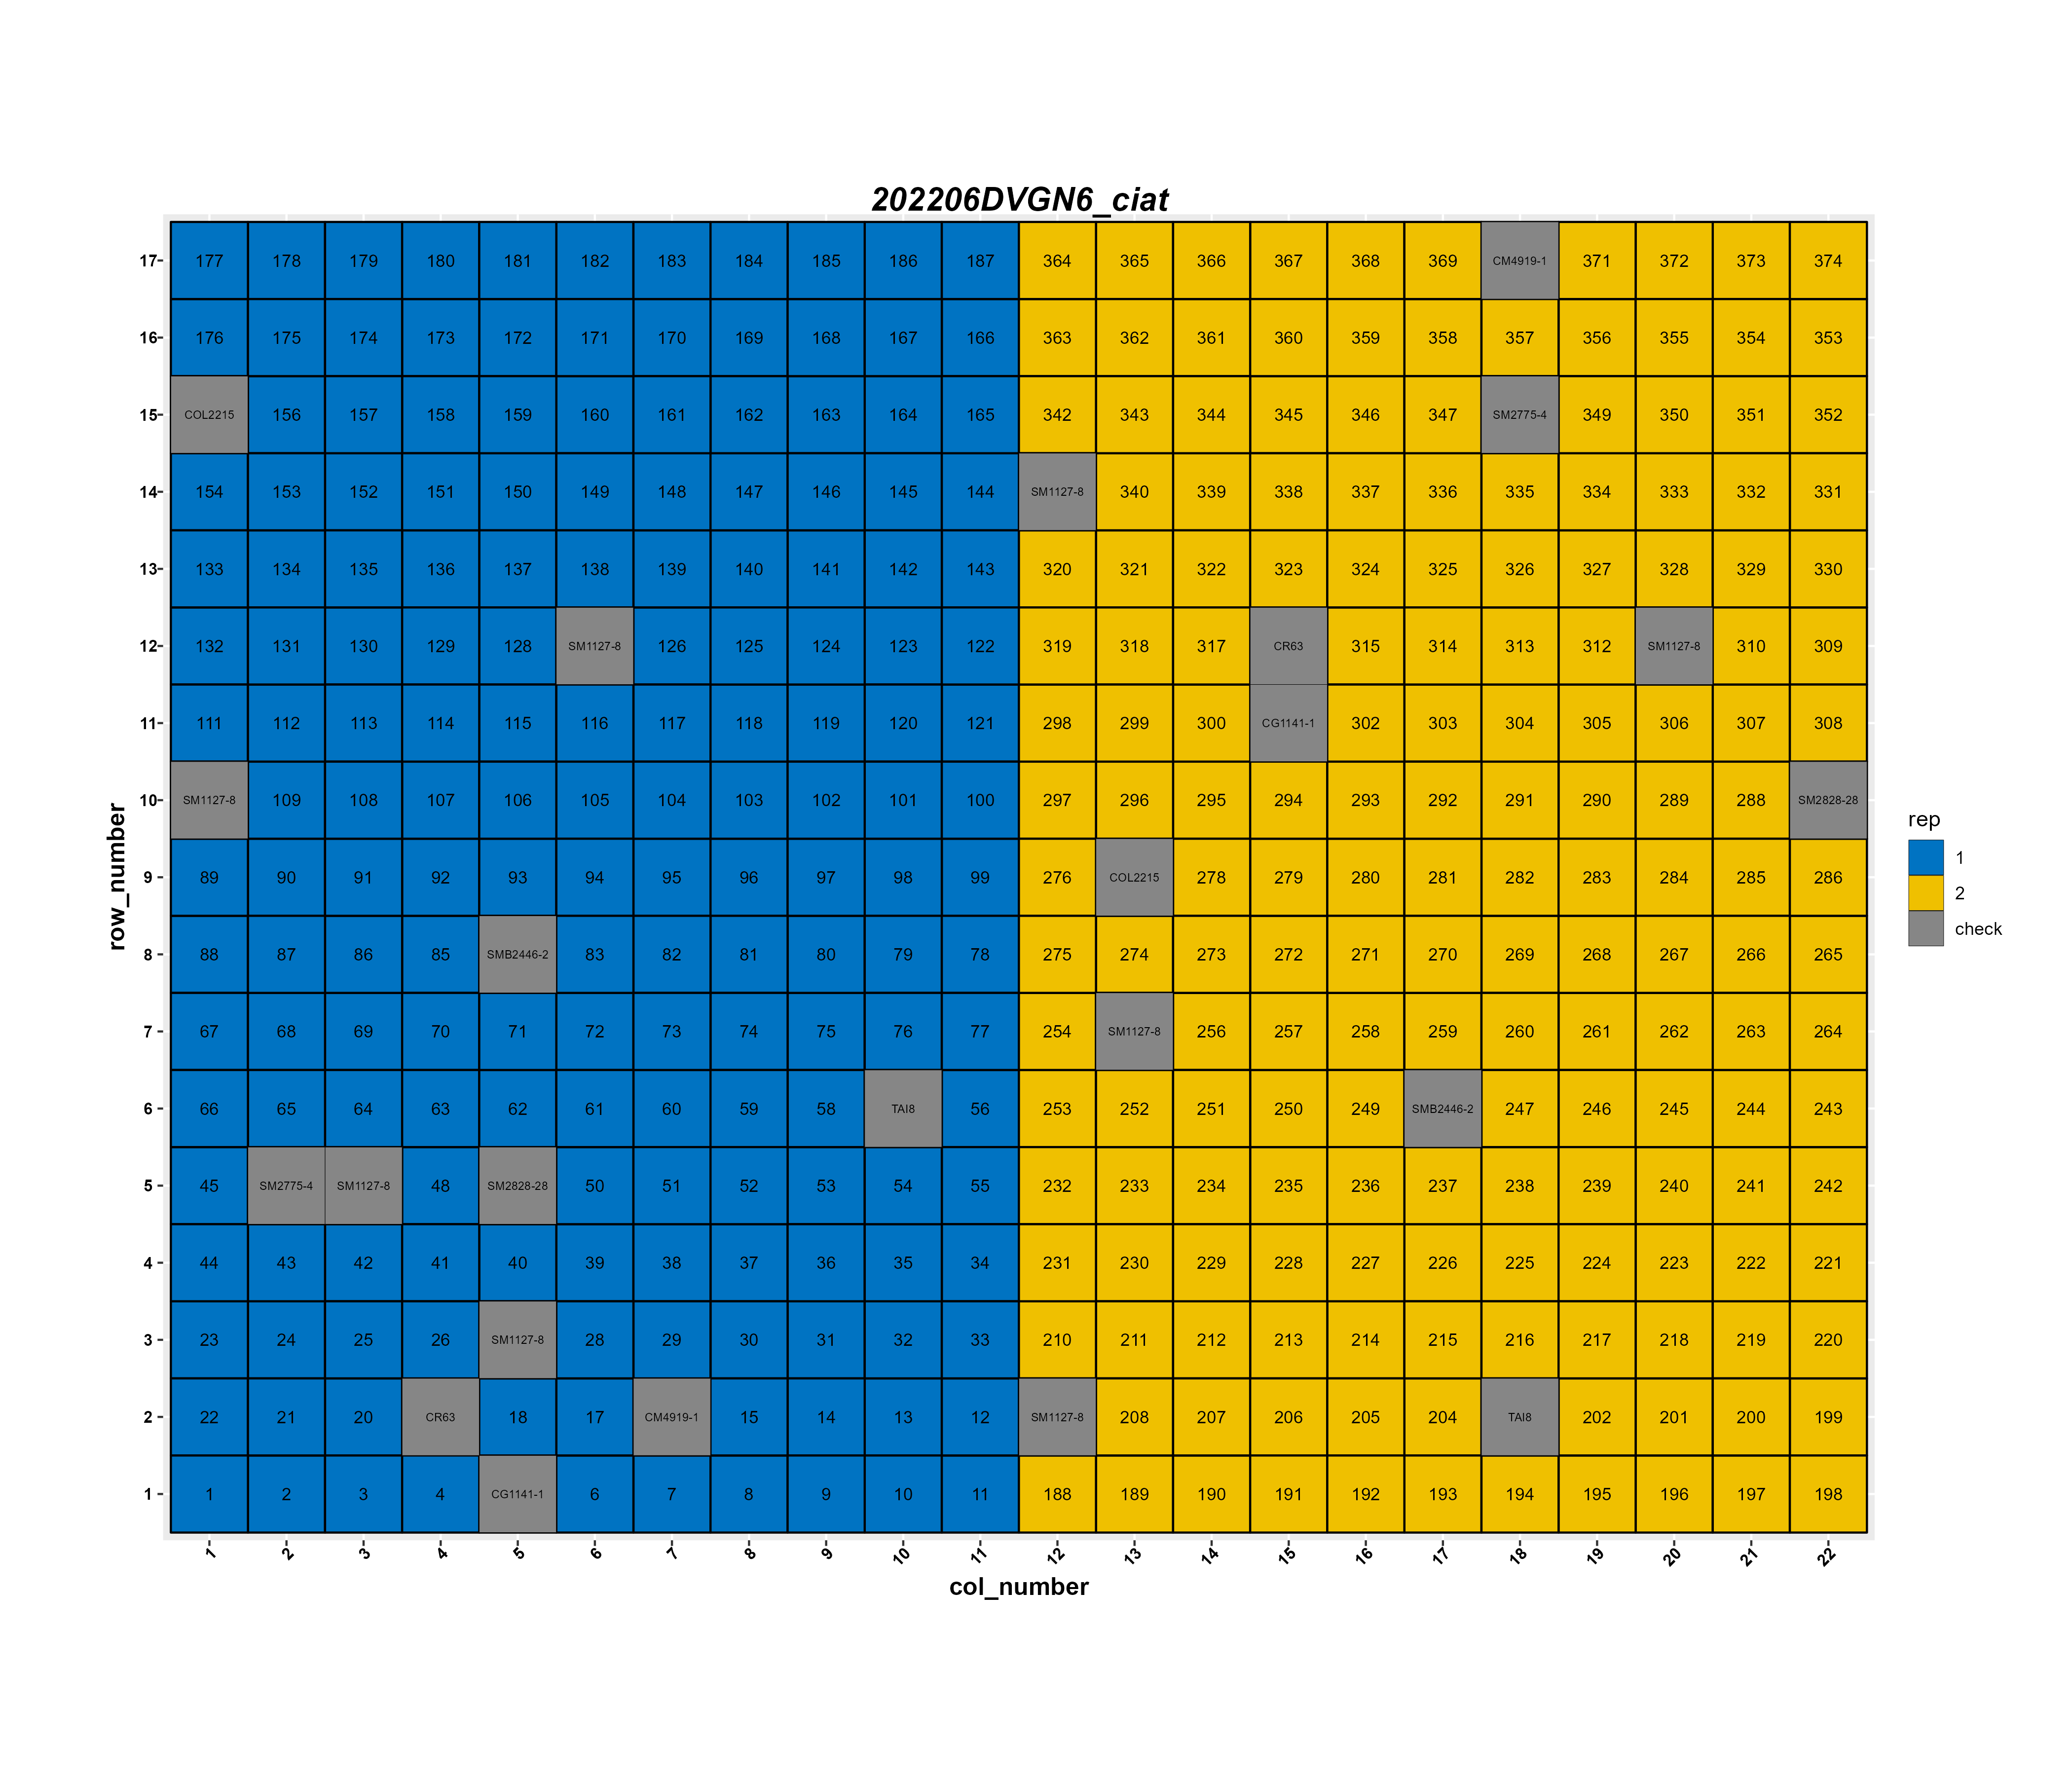 202206DVGN6_ciat
17 177 178 179 180 181 182 183 184 185 186 187 364 365 366 367 368 369 CM4919-1 371 372 373 374
16 176 175 174 173 172 171 170 169 168 167 166 363 362 361 360 359 358 357 356 355 354 353
15 COL2215 156 157 158 159 160 161 162 163 164 165 342 343 344 345 346 347 SM2775-4 349 350 351 352
14 154 153 152 151 150 149 148 147 146 145 144 SM1127-8 340 339 338 337 336 335 334 333 332 331
13 133 134 135 136 137 138 139 140 141 142 143 320 321 322 323 324 325 326 327 328 329 330
12 132 131 130 129 128 SM1127-8 126 125 124 123 122 319 318 317 CR63 315 314 313 312 SM1127-8 310 309
11 111 112 113 114 115 116 117 118 119 120 121 298 299 300 CG1141-1 302 303 304 305 306 307 308
10 SM1127-8 109 108 107 106 105 104 103 102 101 100 297 296 295 294 293 292 291 290 289 288 SM2828-28
9 89 90 91 92 93 94 95 96 97 98 99 276 COL2215 278 279 280 281 282 283 284 285 286
8 88 87 86 85 SMB2446-2 83 82 81 80 79 78 275 274 273 272 271 270 269 268 267 266 265
7 67 68 69 70 71 72 73 74 75 76 77 254 SM1127-8 256 257 258 259 260 261 262 263 264
6 66 65 64 63 62 61 60 59 58 TAI8 56 253 252 251 250 249 SMB2446-2 247 246 245 244 243
5 45 SM2775-4 SM1127-8 48 SM2828-28 50 51 52 53 54 55 232 233 234 235 236 237 238 239 240 241 242
4 44 43 42 41 40 39 38 37 36 35 34 231 230 229 228 227 226 225 224 223 222 221
3 23 24 25 26 SM1127-8 28 29 30 31 32 33 210 211 212 213 214 215 216 217 218 219 220
2 22 21 20 CR63 18 17 CM4919-1 15 14 13 12 SM1127-8 208 207 206 205 204 TAI8 202 201 200 199
1 1 2 3 4 CG1141-1 6 7 8 9 10 11 188 189 190 191 192 193 194 195 196 197 198
1 2 3 4 5 6 7 8 9 10 11 12 13 14 15 16 17 18 19 20 21 22
col_number
row_number
rep
1
2
check